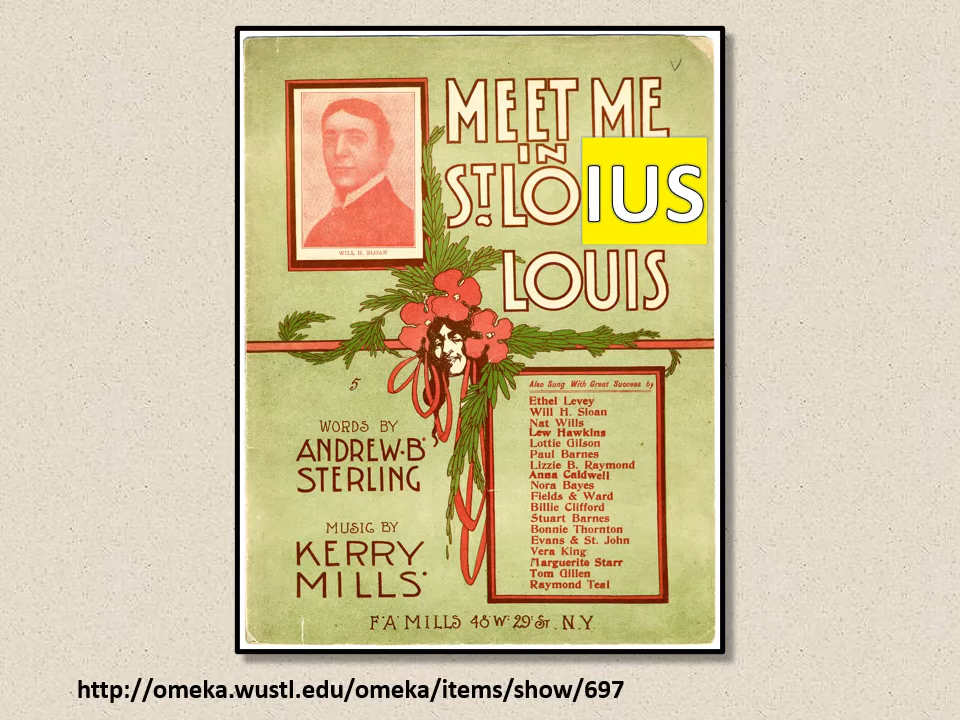 MEET ME
IN
ST. LOIUS
LOUIS
WILL H. SLOAN
5
WORDS BY
ANDREW·B·
STERLING
MUSIC BY
KERRY
MILLS·
Also Sung With Great Success by
Ethel Levey
Will H. Sloan
Nat Wills
Lew Hawkins
Lottie Gilson
Paul Barnes
Lizzie B. Raymond
Anna Caldwell
Nora Bayes
Fields & Ward
Billie Clifford
Stuart Barnes
Bonnie Thornton
Evans & St. John
Vera King
Marguerite Starr
Tom Gillen
Raymond Teal
F·A· MILLS 48 W· 29 St. N.Y.
http://omeka.wustl.edu/omeka/items/show/697